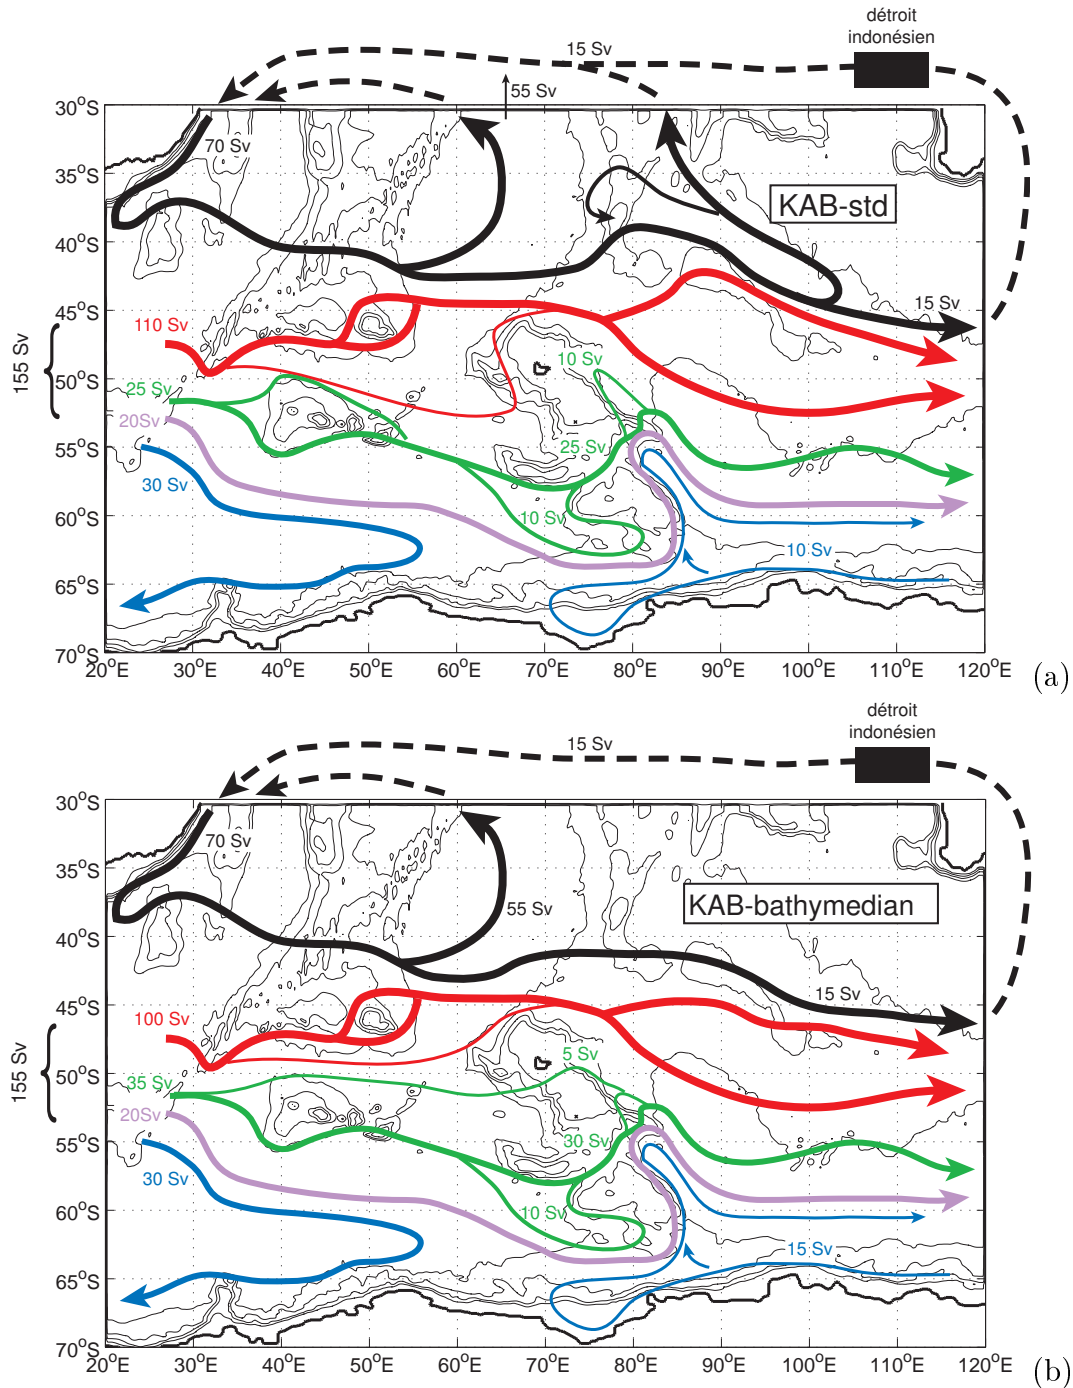 détroit
indonésien
15 Sv
55 Sv
30°S
70 Sv
35°S
KAB-std
40°S
45°S
15 Sv
110 Sv
155 Sv
50°S
10 Sv
25 Sv
20Sv
55°S
25 Sv
30 Sv
60°S
10 Sv
10 Sv
65°S
70°S
20°E 30°E 40°E 50°E 60°E 70°E 80°E 90°E 100°E 110°E 120°E
(a)
détroit
indonésien
15 Sv
30°S
70 Sv
35°S
55 Sv
KAB-bathymedian
40°S
45°S
15 Sv
100 Sv
155 Sv
50°S
5 Sv
35 Sv
20Sv
55°S
30 Sv
30 Sv
60°S
10 Sv
15 Sv
65°S
70°S
20°E 30°E 40°E 50°E 60°E 70°E 80°E 90°E 100°E 110°E 120°E
(b)